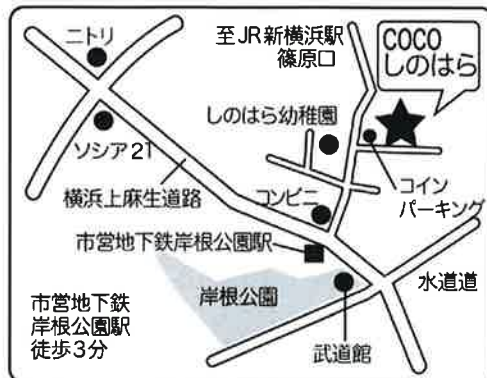 ニトリ
至JR新横浜駅
篠原口
COCO
しのはら
しのはら幼稚園
ソシア21
横浜上麻生道路
コンビニ
コイン
パーキング
市営地下鉄岸根公園駅
岸根公園
水道道
市営地下鉄
岸根公園駅
徒歩3分
武道館